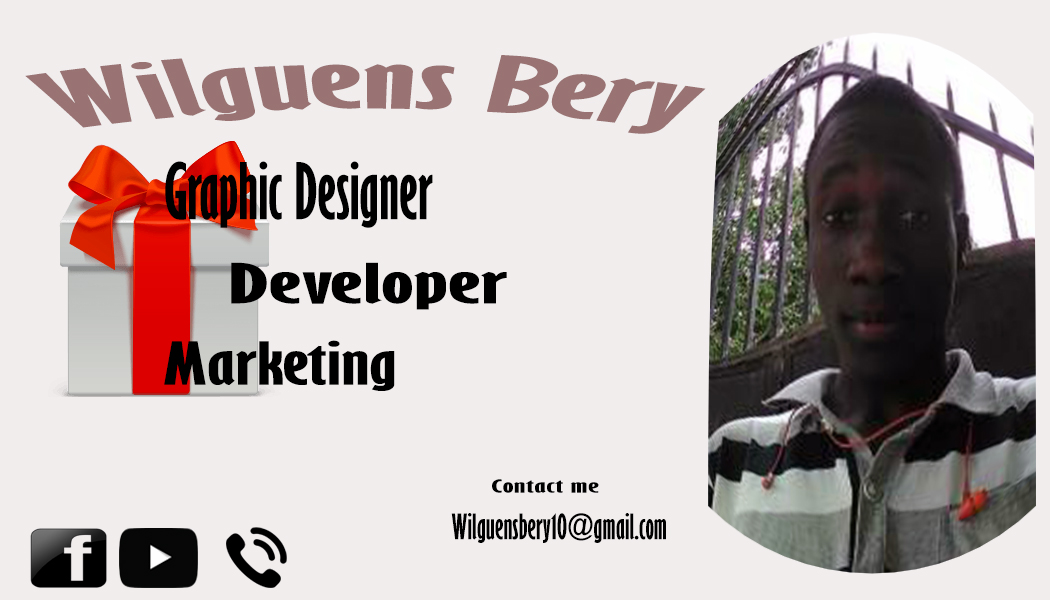 Wilguens Bery
Graphic Designer
Developer
Marketing
Contact me
Wilguensbery10@gmail.com
f